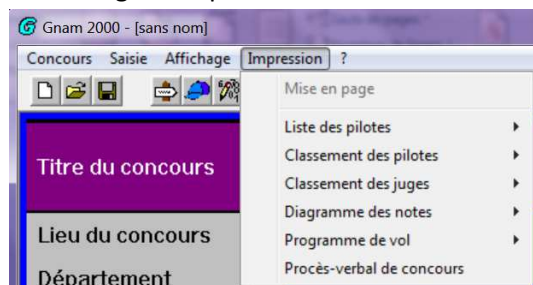 Gnam 2000 - [sans nom]
Concours Saisie Affichage Impression ?
Mise en page
Liste des pilotes
Classement des pilotes
Classement des juges
Diagramme des notes
Programme de vol
Procès-verbal de concours
Titre du concours
Lieu du concours
Département